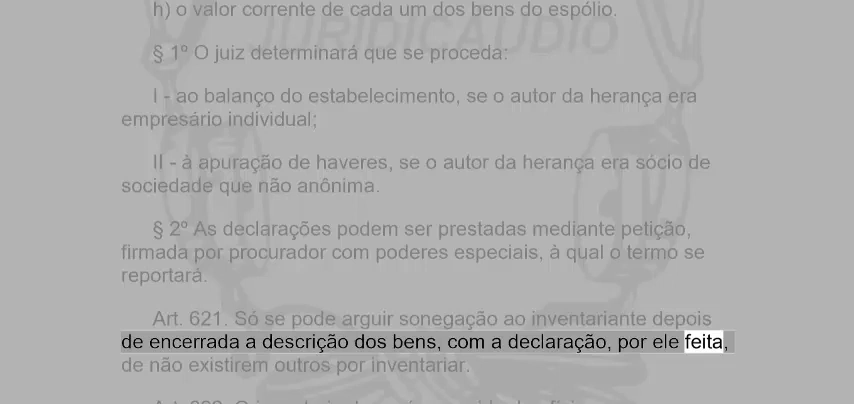 h) o valor corrente de cada um dos bens do espólio.
JURIDICAUDIO
§ 1º O juiz determinará que se proceda:
I - ao balanço do estabelecimento, se o autor da herança era
empresário individual;
II - à apuração de haveres, se o autor da herança era sócio de
sociedade que não anônima.
§ 2º As declarações podem ser prestadas mediante petição,
firmada por procurador com poderes especiais, à qual o termo se
reportará.
Art. 621. Só se pode arguir sonegação ao inventariante depois
de encerrada a descrição dos bens, com a declaração, por ele feita,
de não existirem outros por inventariar.